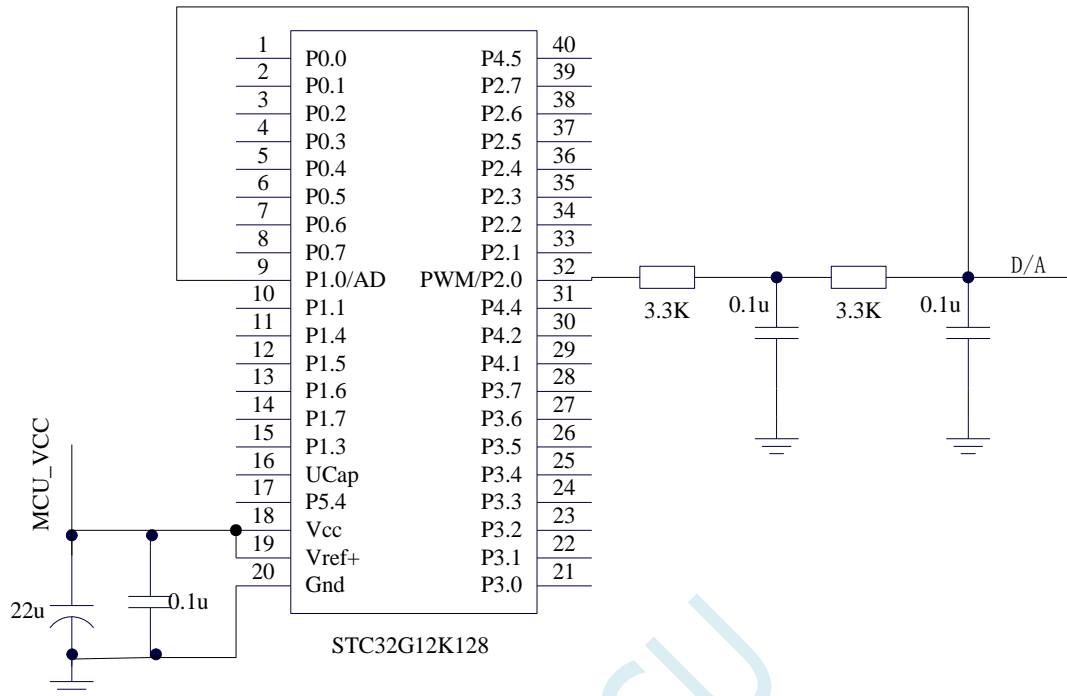 1 P0.0 P4.5 40
2 P0.1 P2.7 39
3 P0.2 P2.6 38
4 P0.3 P2.5 37
5 P0.4 P2.4 36
6 P0.5 P2.3 35
7 P0.6 P2.2 34
8 P0.7 P2.1 33
9 P1.0/AD PWM/P2.0 32
10 P1.1 P4.4 31
11 P1.4 P4.2 30
12 P1.5 P4.1 29
13 P1.6 P3.7 28
14 P1.7 P3.6 27
15 P1.3 P3.5 26
16 UCap P3.4 25
17 P5.4 P3.3 24
18 Vcc P3.2 23
19 Vref+ P3.1 22
20 Gnd P3.0 21
STC32G12K128
3.3K
0.1u
3.3K
0.1u
D/A
MCU_VCC
22u
0.1u
CU